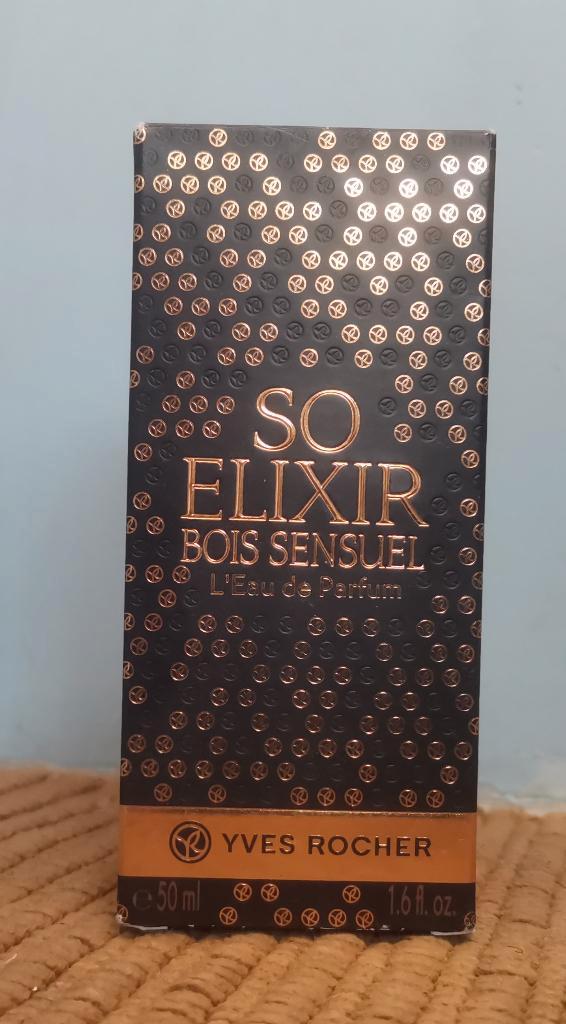 SO
ELIXIR
BOIS SENSUEL
L'Eau de Parfum
YVES ROCHER
℮ 50 ml 1.6 fl. oz.